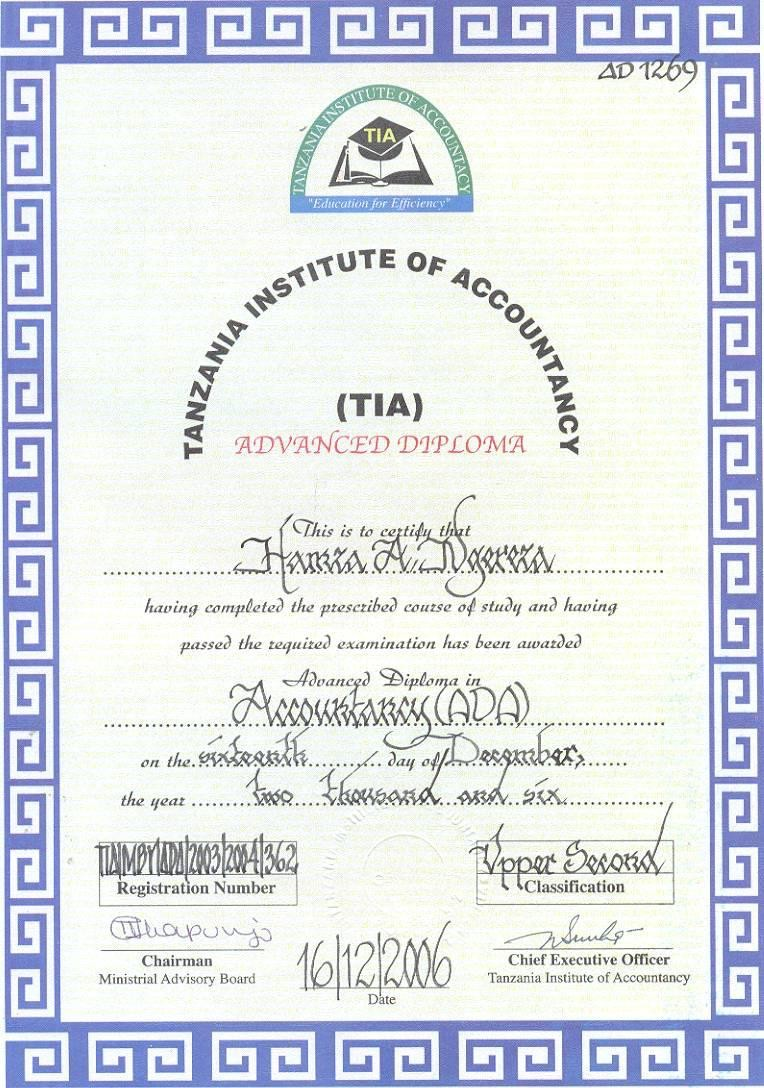 AD 1269
TANZANIA INSTITUTE OF ACCOUNTACY
TIA
"Education for Efficiency"
TANZANIA INSTITUTE OF ACCOUNTANCY
(TIA)
ADVANCED DIPLOMA
This is to certify that
Hamza A. Ngereza
having completed the prescribed course of study and having
passed the required examination has been awarded
Advanced Diploma in
Accountancy (ADA)
on the sixteenth day of December,
the year two thousand and six
TIA/MBY/ADA/2003/2004/362
Registration Number
Upper Second
Classification
Chairman
Ministrial Advisory Board
16/12/2006
Date
Chief Executive Officer
Tanzania Institute of Accountancy